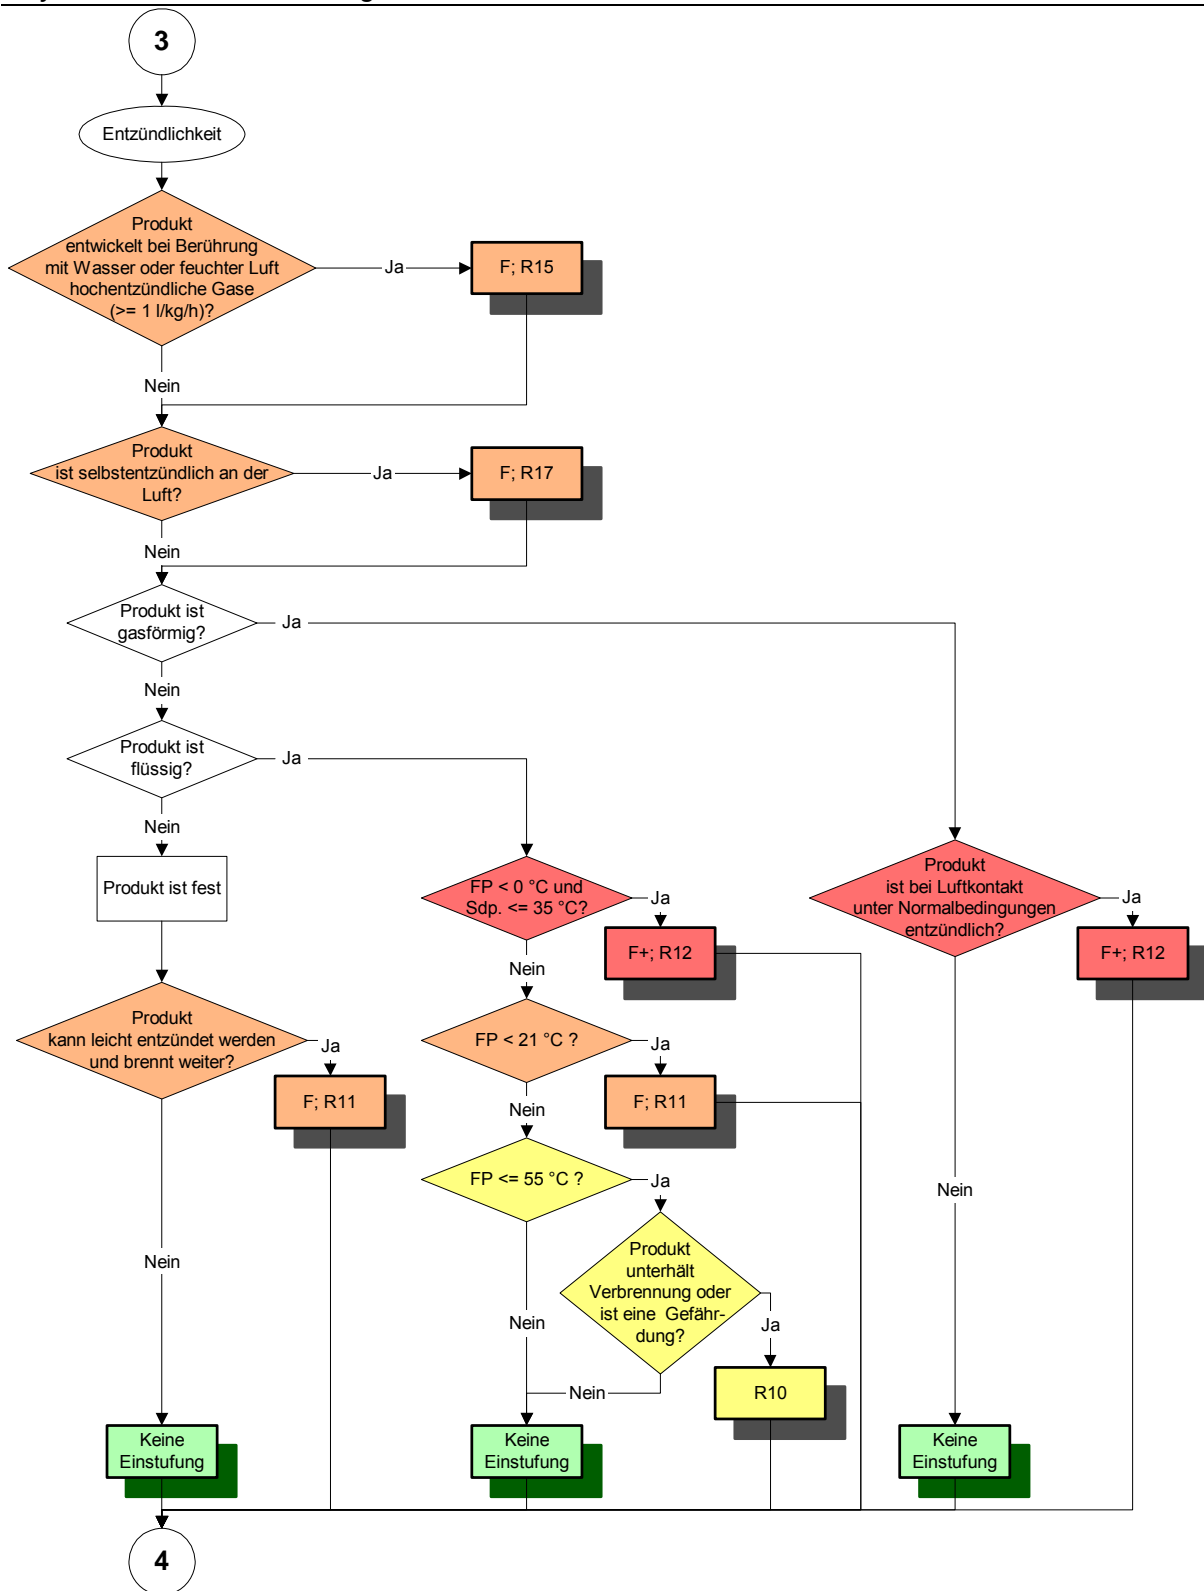 3
Entzündlichkeit
Produkt
entwickelt bei Berührung
mit Wasser oder feuchter Luft
hochentzündliche Gase
(>= 1 l/kg/h)?
Ja
F; R15
Nein
Produkt
ist selbstentzündlich an der
Luft?
Ja
F; R17
Nein
Produkt ist
gasförmig?
Ja
Nein
Produkt ist
flüssig?
Ja
Nein
Produkt ist fest
FP < 0 °C und
Sdp. <= 35 °C?
Ja
F+; R12
Nein
Produkt
ist bei Luftkontakt
unter Normalbedingungen
entzündlich?
Ja
F+; R12
Nein
Produkt
kann leicht entzündet werden
und brennt weiter?
Ja
F; R11
Nein
FP < 21 °C ?
Ja
F; R11
Nein
FP <= 55 °C ?
Ja
Nein
Produkt
unterhält
Verbrennung oder
ist eine Gefähr-
dung?
Ja
R10
Nein
Keine
Einstufung
Keine
Einstufung
Keine
Einstufung
4